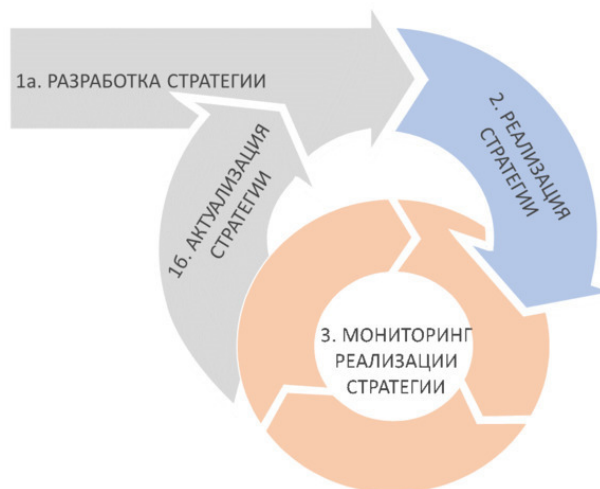 1а. РАЗРАБОТКА СТРАТЕГИИ
2. РЕАЛИЗАЦИЯ
СТРАТЕГИИ
1б. АКТУАЛИЗАЦИЯ
СТРАТЕГИИ
3. МОНИТОРИНГ
РЕАЛИЗАЦИИ
СТРАТЕГИИ